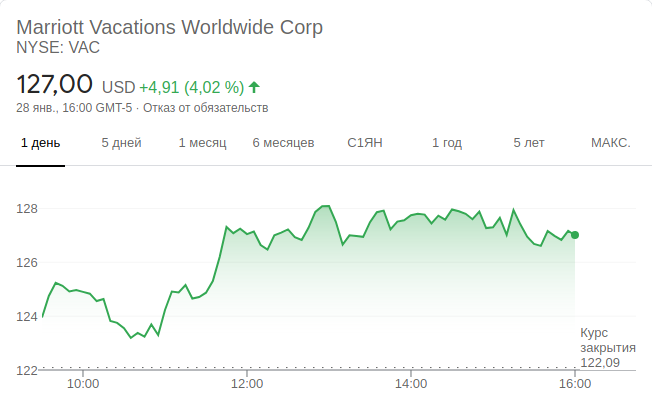 Marriott Vacations Worldwide Corp
NYSE: VAC
127,00 USD +4,91 (4,02 %)
28 янв., 16:00 GMT-5 · Отказ от обязательств
1 день 5 дней 1 месяц 6 месяцев С1ЯН 1 год 5 лет МАКС.
128
126
124
122
Курс
закрытия
122,09
10:00 12:00 14:00 16:00